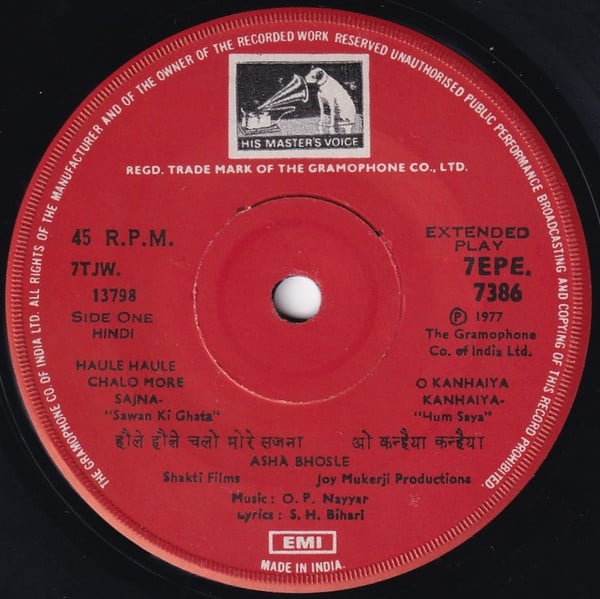 THE GRAMOPHONE CO OF INDIA LTD. ALL RIGHTS OF THE MANUFACTURER AND OF THE OWNER OF THE RECORDED WORK RESERVED UNAUTHORISED PUBLIC PERFORMANCE BROADCASTING AND COPYING OF THIS RECORD PROHIBITED
HIS MASTER'S VOICE
REGD. TRADE MARK OF THE GRAMOPHONE CO., LTD.
45 R.P.M.
7TJW.
13798
SIDE ONE
HINDI
EXTENDED
PLAY
7EPE.
7386
Ⓟ 1977
The Gramophone
Co. of India Ltd.
HAULE HAULE
CHALO MORE
SAJNA-
"Sawan Ki Ghata"
O KANHAIYA
KANHAIYA-
"Hum Saya"
हौले हौले चलो मोरे सजना ओ कन्हैया कन्हैया
ASHA BHOSLE
Shakti Films Joy Mukerji Productions
Music: O. P. Nayyar
Lyrics: S. H. Bihari
EMI
MADE IN INDIA.